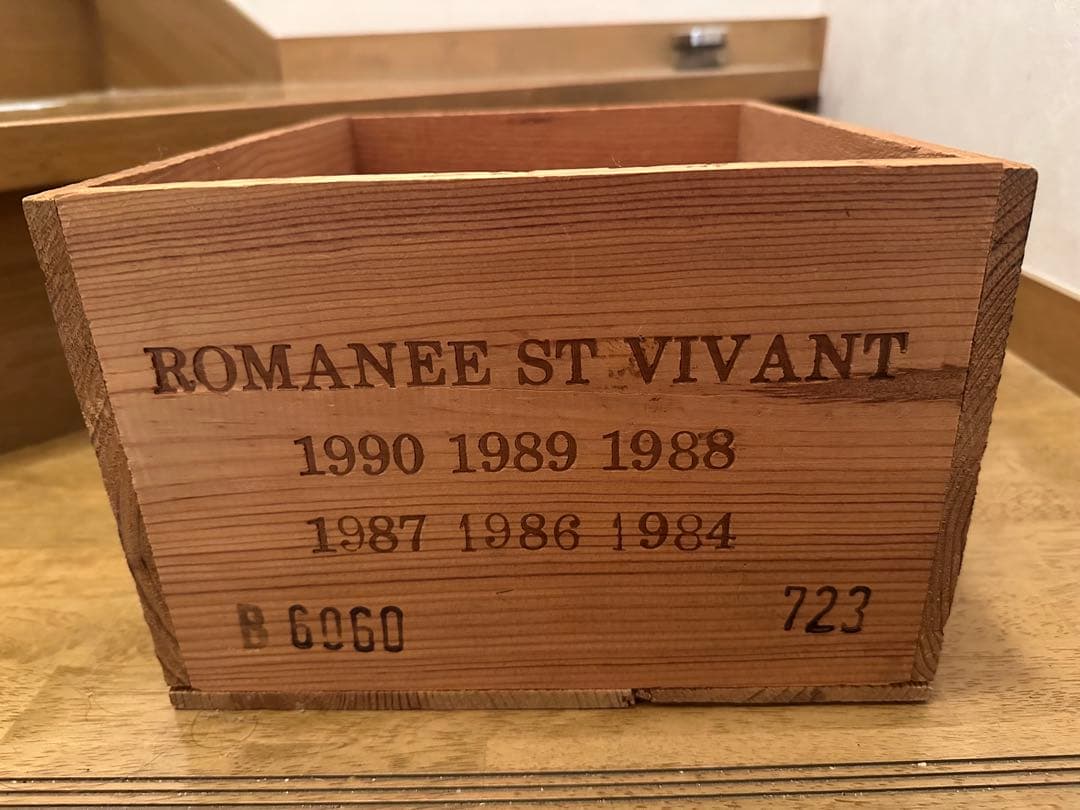 ROMANEE ST VIVANT
1990 1989 1988
1987 1986 1984
B 6060 723